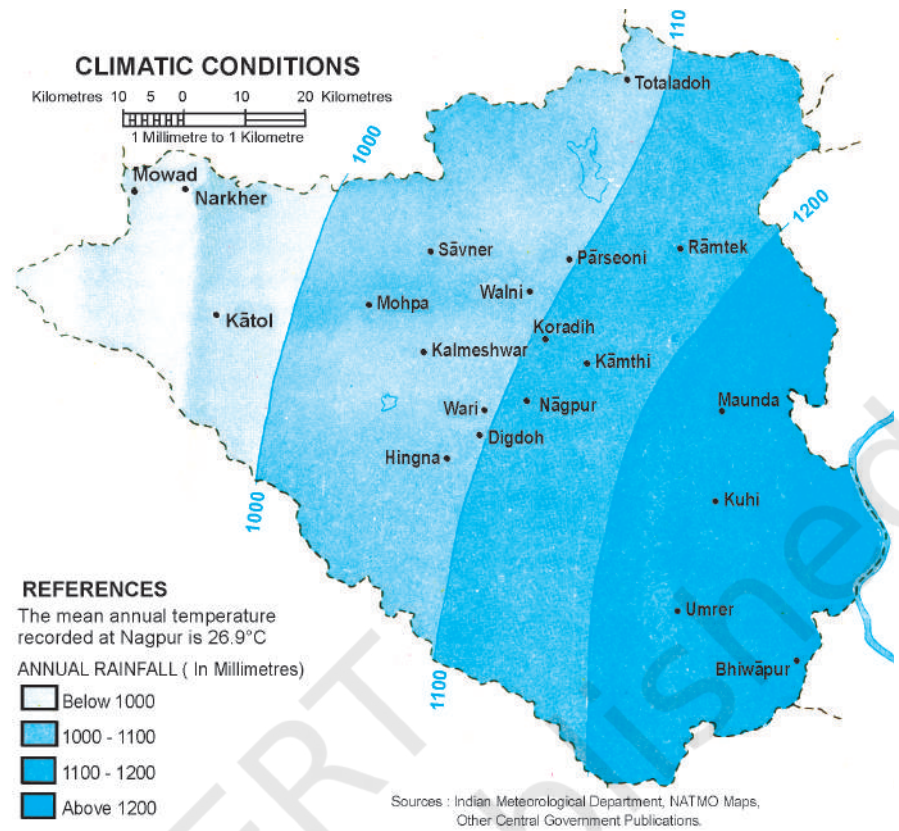 CLIMATIC CONDITIONS
Kilometres 10 5 0 10 20 Kilometres
1 Millimetre to 1 Kilometre
110
Totaladoh
1000
Mowad
Narkher
1200
Sāvner
Pārseoni
Rāmtek
Walni
Mohpa
Kātol
Koradih
Kalmeshwar
Kāmthi
Wari
Nāgpur
Maunda
Digdoh
Hingna
1000
Kuhi
REFERENCES
The mean annual temperature
recorded at Nagpur is 26.9°C
Umrer
ANNUAL RAINFALL ( In Millimetres)
Bhiwāpur
1100
Below 1000
1000 - 1100
1100 - 1200
Above 1200
Sources : Indian Meteorological Department, NATMO Maps,
Other Central Government Publications.